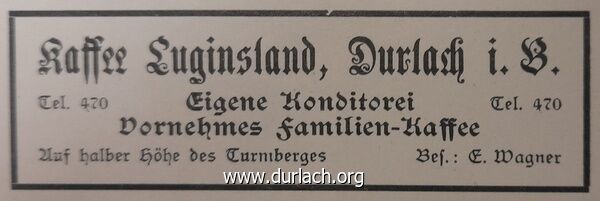 Kaffee Luginsland, Durlach i. B.
Tel. 470 Eigene Konditorei Tel. 470
Vornehmes Familien-Kaffee
Auf halber Höhe des Turmberges Bes.: E. Wagner
www.durlach.org